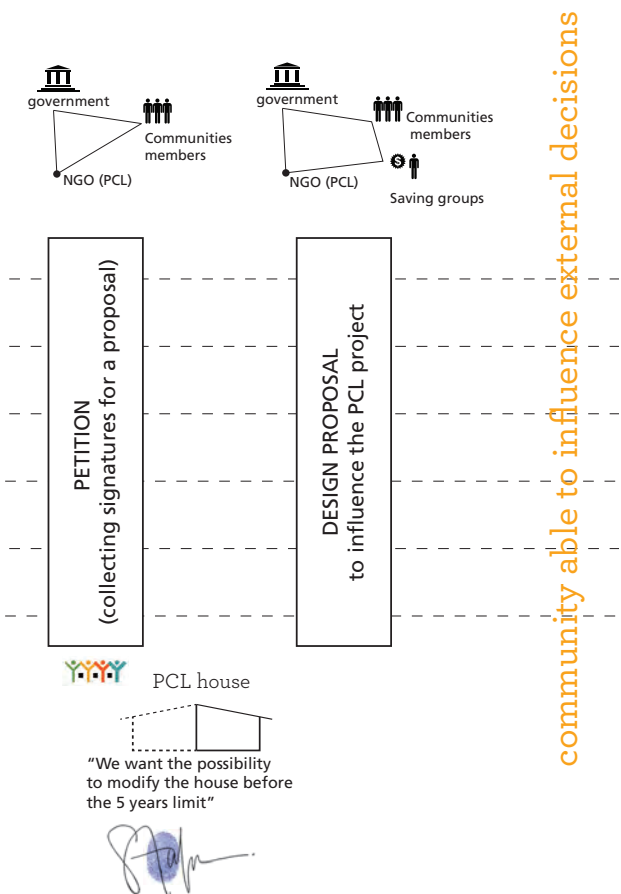 government
Communities
members
NGO (PCL)
government
Communities
members
NGO (PCL)
$
Saving groups
PETITION
(collecting signatures for a proposal)
DESIGN PROPOSAL
to influence the PCL project
community able to influence external decisions
PCL house
“We want the possibility
to modify the house before
the 5 years limit”